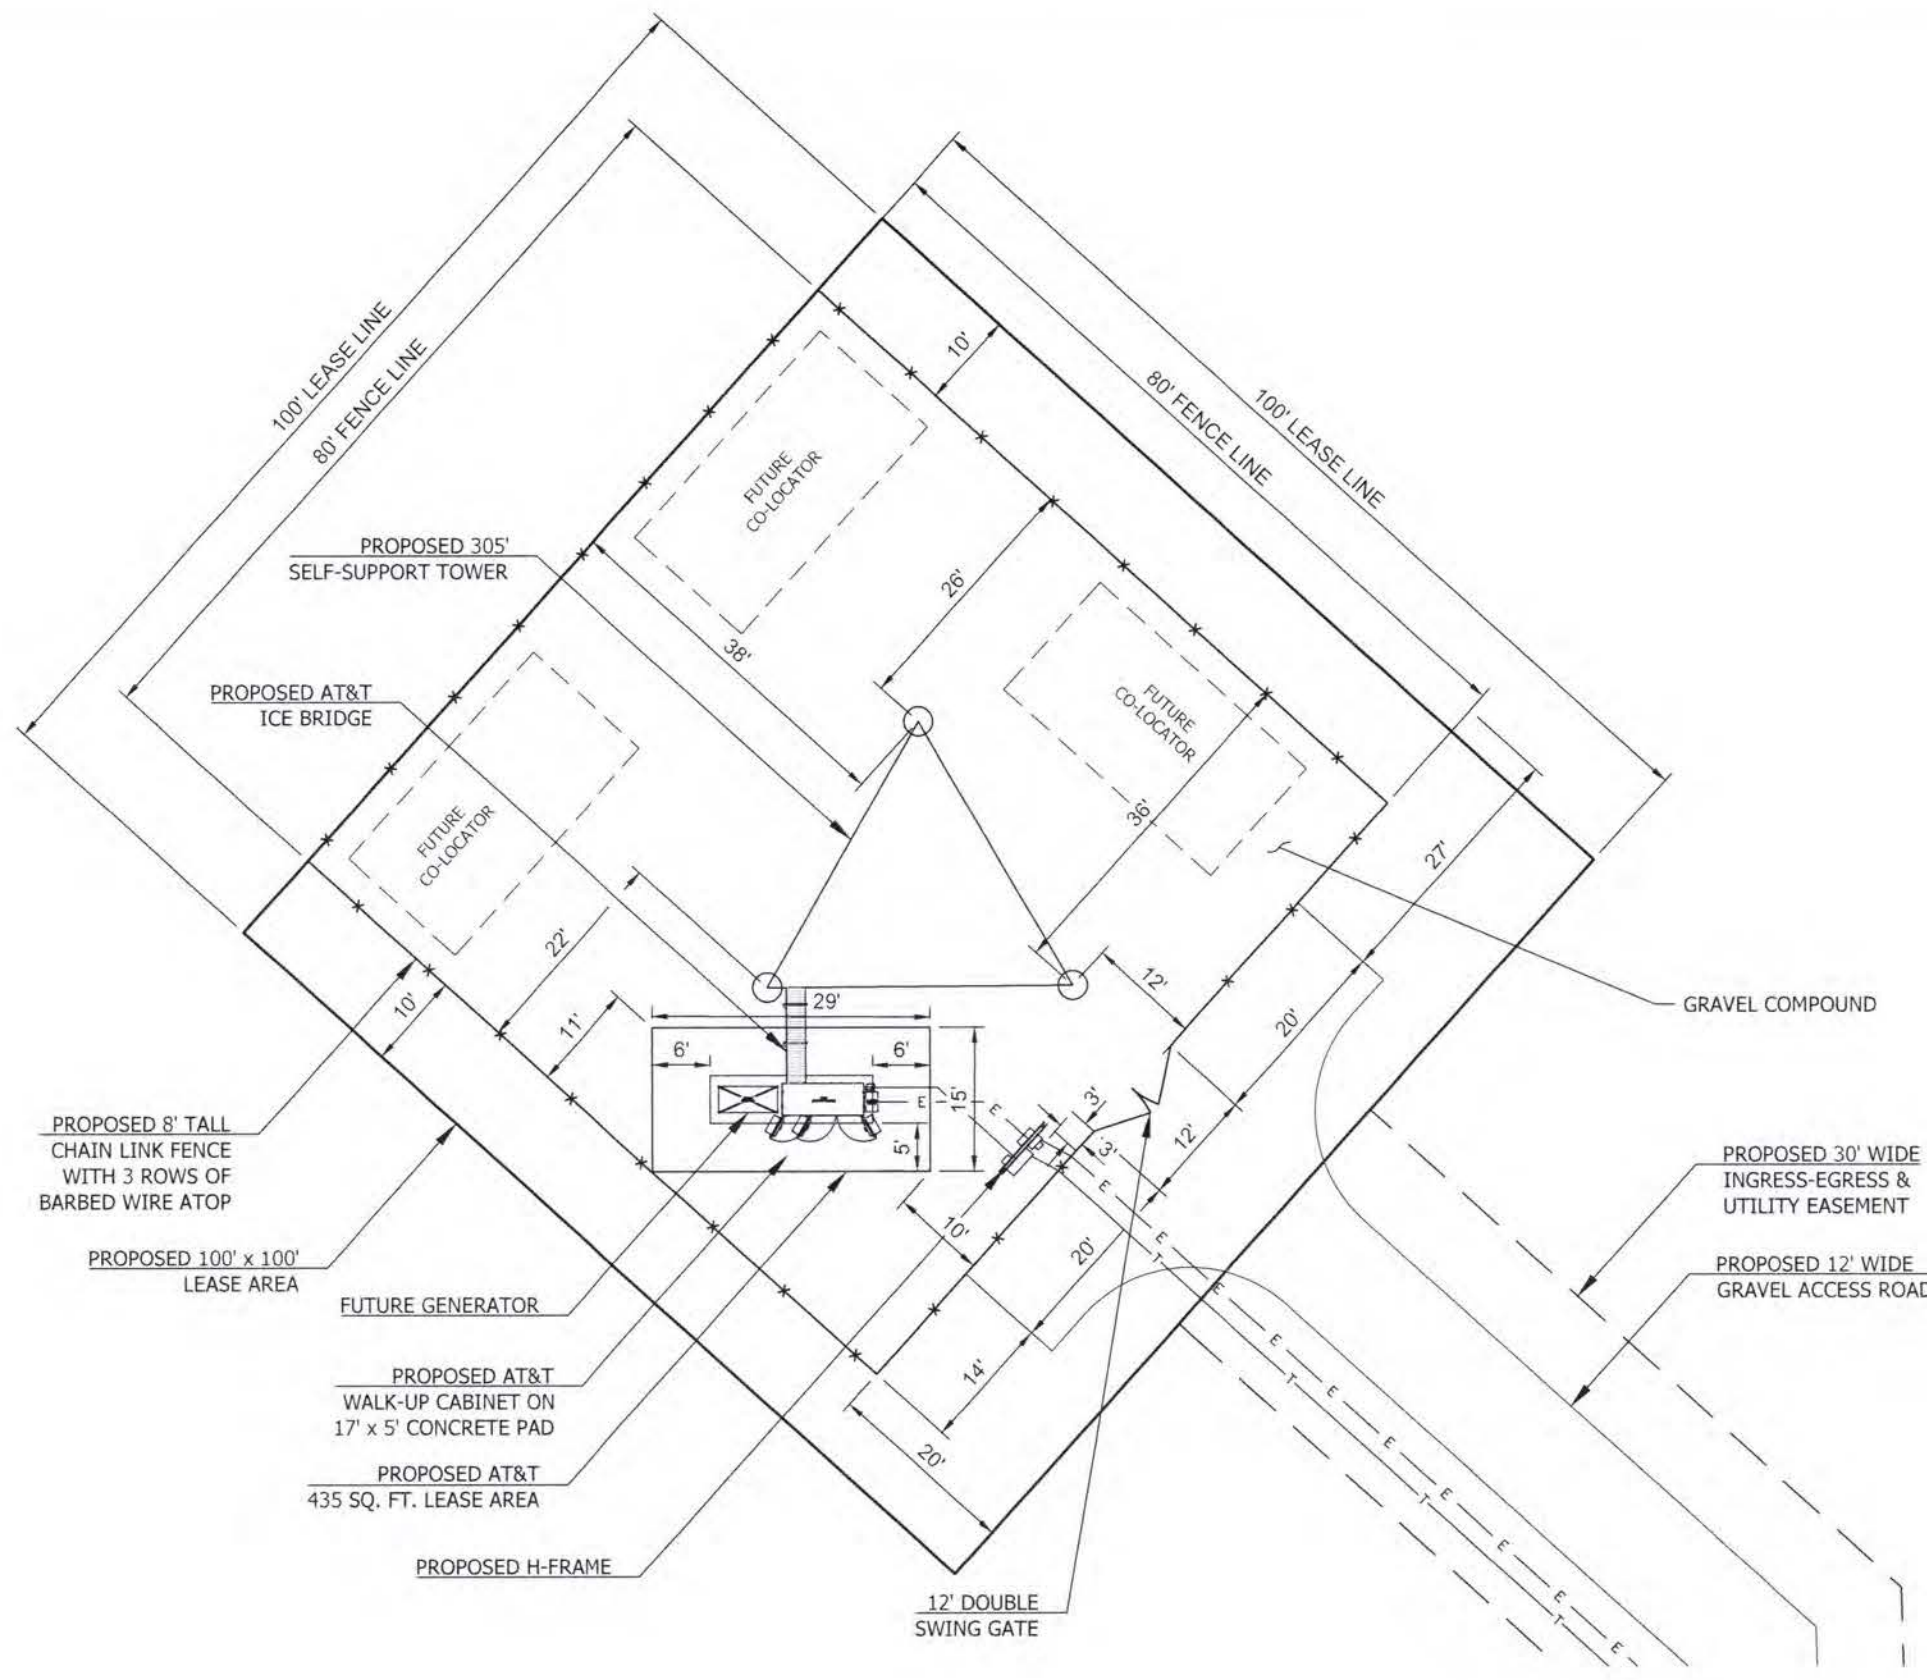 100' LEASE LINE
80' FENCE LINE
80' FENCE LINE
100' LEASE LINE
10'
FUTURE
CO-LOCATOR
PROPOSED 305'
SELF-SUPPORT TOWER
26'
38'
PROPOSED AT&T
ICE BRIDGE
FUTURE
CO-LOCATOR
36'
FUTURE
CO-LOCATOR
27'
22'
12'
GRAVEL COMPOUND
29'
10'
11'
20'
6'
6'
15'
E
E
3'
3'
12'
5'
PROPOSED 8' TALL
CHAIN LINK FENCE
WITH 3 ROWS OF
BARBED WIRE ATOP
PROPOSED 30' WIDE
INGRESS-EGRESS &
UTILITY EASEMENT
E
E
T
E
E
T
E
E
T
E
E
E
T
E
10'
20'
PROPOSED 100' x 100'
LEASE AREA
PROPOSED 12' WIDE
GRAVEL ACCESS ROAD
FUTURE GENERATOR
14'
PROPOSED AT&T
WALK-UP CABINET ON
17' x 5' CONCRETE PAD
20'
PROPOSED AT&T
435 SQ. FT. LEASE AREA
PROPOSED H-FRAME
12' DOUBLE
SWING GATE